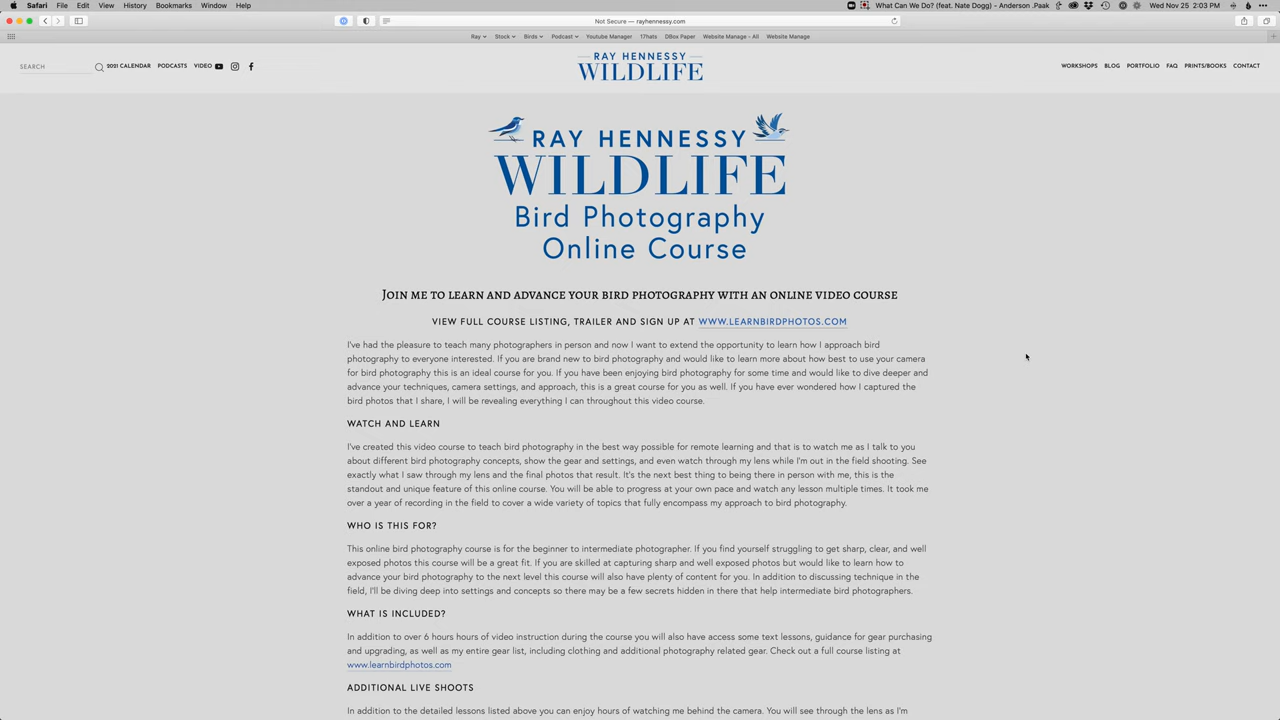 Safari File Edit View History Bookmarks Window Help What Can We Do? (feat. Nate Dogg) - Anderson .Paak Wed Nov 25 2:03 PM
Not Secure — rayhennessy.com
Ray Stock Birds Podcast Youtube Manager 17hats DBox Paper Website Manage - All Website Manage
SEARCH 2021 CALENDAR PODCASTS VIDEO
RAY HENNESSY
WILDLIFE
WORKSHOPS BLOG PORTFOLIO FAQ PRINTS/BOOKS CONTACT
RAY HENNESSY
WILDLIFE
Bird Photography
Online Course
JOIN ME TO LEARN AND ADVANCE YOUR BIRD PHOTOGRAPHY WITH AN ONLINE VIDEO COURSE
VIEW FULL COURSE LISTING, TRAILER AND SIGN UP AT WWW.LEARNBIRDPHOTOS.COM
I've had the pleasure to teach many photographers in person and now I want to extend the opportunity to learn how I approach bird
photography to everyone interested. If you are brand new to bird photography and would like to learn more about how best to use your camera
for bird photography this is an ideal course for you. If you have been enjoying bird photography for some time and would like to dive deeper and
advance your techniques, camera settings, and approach, this is a great course for you as well. If you have ever wondered how I captured the
bird photos that I share, I will be revealing everything I can throughout this video course.
WATCH AND LEARN
I've created this video course to teach bird photography in the best way possible for remote learning and that is to watch me as I talk to you
about different bird photography concepts, show the gear and settings, and even watch through my lens while I'm out in the field shooting. See
exactly what I saw through my lens and the final photos that result. It's the next best thing to being there in person with me, this is the
standout and unique feature of this online course. You will be able to progress at your own pace and watch any lesson multiple times. It took me
over a year of recording in the field to cover a wide variety of topics that fully encompass my approach to bird photography.
WHO IS THIS FOR?
This online bird photography course is for the beginner to intermediate photographer. If you find yourself struggling to get sharp, clear, and well
exposed photos this course will be a great fit. If you are skilled at capturing sharp and well exposed photos but would like to learn how to
advance your bird photography to the next level this course will also have plenty of content for you. In addition to discussing technique in the
field, I'll be diving deep into settings and concepts so there may be a few secrets hidden in there that help intermediate bird photographers.
WHAT IS INCLUDED?
In addition to over 6 hours hours of video instruction during the course you will also have access some text lessons, guidance for gear purchasing
and upgrading, as well as my entire gear list, including clothing and additional photography related gear. Check out a full course listing at
www.learnbirdphotos.com
ADDITIONAL LIVE SHOOTS
In addition to the detailed lessons listed above you can enjoy hours of watching me behind the camera. You will see through the lens as I'm